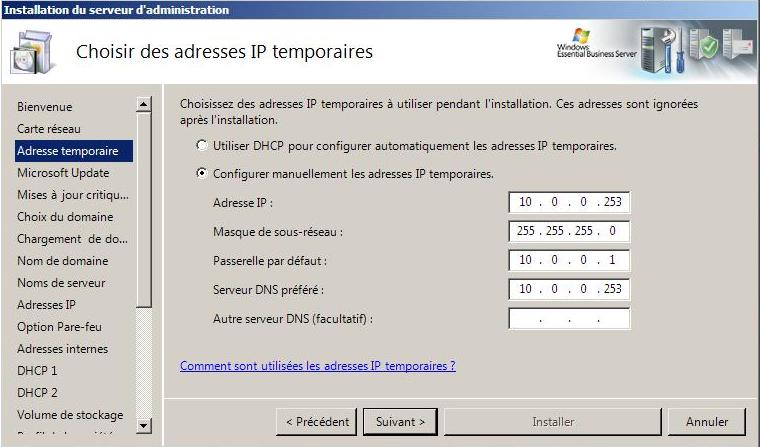 Installation du serveur d'administration
Choisir des adresses IP temporaires
Windows
Essential Business Server
Bienvenue
Carte réseau
Adresse temporaire
Microsoft Update
Mises à jour critiqu...
Choix du domaine
Chargement de do...
Nom de domaine
Noms de serveur
Adresses IP
Option Pare-feu
Adresses internes
DHCP 1
DHCP 2
Volume de stockage
Choisissez des adresses IP temporaires à utiliser pendant l'installation. Ces adresses sont ignorées
après l'installation.
Utiliser DHCP pour configurer automatiquement les adresses IP temporaires.
Configurer manuellement les adresses IP temporaires.
Adresse IP : 10 . 0 . 0 . 253
Masque de sous-réseau : 255 . 255 . 255 . 0
Passerelle par défaut : 10 . 0 . 0 . 1
Serveur DNS préféré : 10 . 0 . 0 . 253
Autre serveur DNS (facultatif) : . . .
Comment sont utilisées les adresses IP temporaires ?
< Précédent
Suivant >
Installer
Annuler